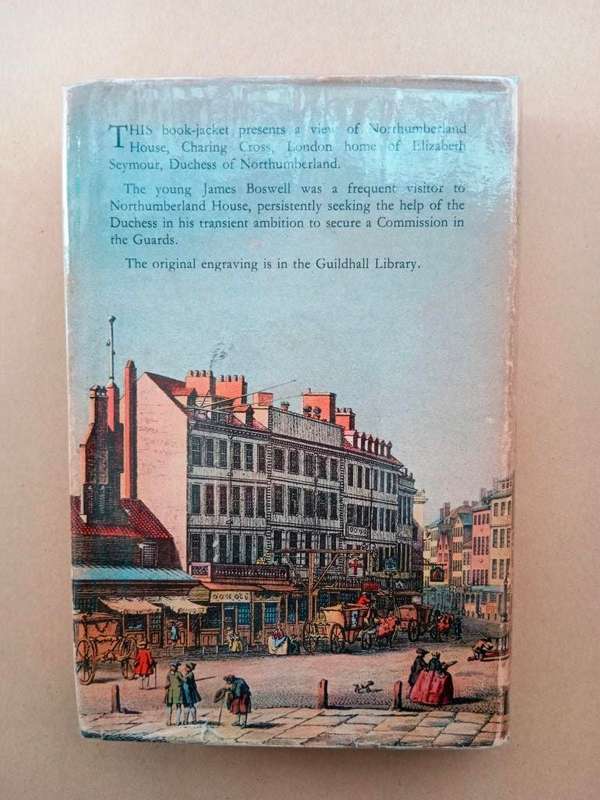 THIS book-jacket presents a view of Northumberland
House, Charing Cross, London home of Elizabeth
Seymour, Duchess of Northumberland.
The young James Boswell was a frequent visitor to
Northumberland House, persistently seeking the help of the
Duchess in his transient ambition to secure a Commission in
the Guards.
The original engraving is in the Guildhall Library.